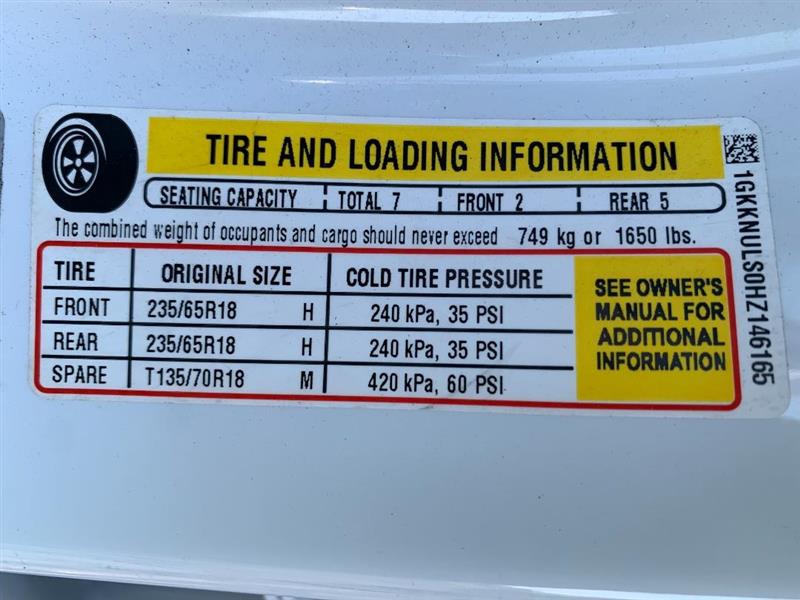 TIRE AND LOADING INFORMATION
SEATING CAPACITY TOTAL 7 FRONT 2 REAR 5
The combined weight of occupants and cargo should never exceed 749 kg or 1650 lbs.
TIRE ORIGINAL SIZE COLD TIRE PRESSURE
FRONT 235/65R18 H 240 kPa, 35 PSI
REAR 235/65R18 H 240 kPa, 35 PSI
SPARE T135/70R18 M 420 kPa, 60 PSI
SEE OWNER'S
MANUAL FOR
ADDITIONAL
INFORMATION
1GKKNULS0HZ146165